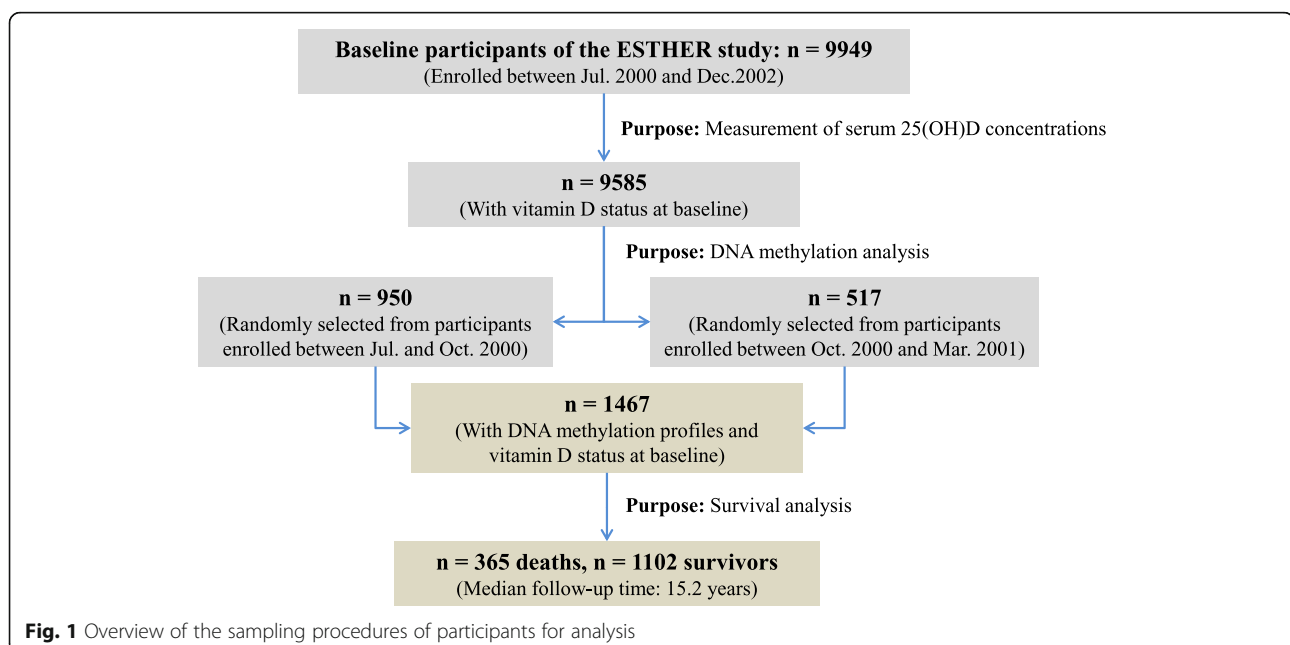 Baseline participants of the ESTHER study: n = 9949
(Enrolled between Jul. 2000 and Dec.2002)
Purpose: Measurement of serum 25(OH)D concentrations
n = 9585
(With vitamin D status at baseline)
Purpose: DNA methylation analysis
n = 950
(Randomly selected from participants
enrolled between Jul. and Oct. 2000)
n = 517
(Randomly selected from participants
enrolled between Oct. 2000 and Mar. 2001)
n = 1467
(With DNA methylation profiles and
vitamin D status at baseline)
Purpose: Survival analysis
n = 365 deaths, n = 1102 survivors
(Median follow-up time: 15.2 years)
Fig. 1 Overview of the sampling procedures of participants for analysis